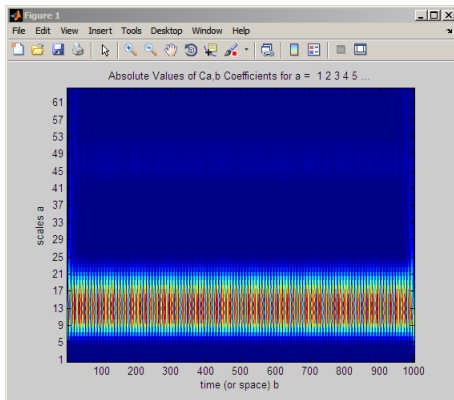 Figure 1
File Edit View Insert Tools Desktop Window Help
Absolute Values of Ca,b Coefficients for a = 1 2 3 4 5 ...
61
57
53
49
45
41
37
33
29
25
21
17
13
9
5
1
scales a
100 200 300 400 500 600 700 800 900 1000
time (or space) b